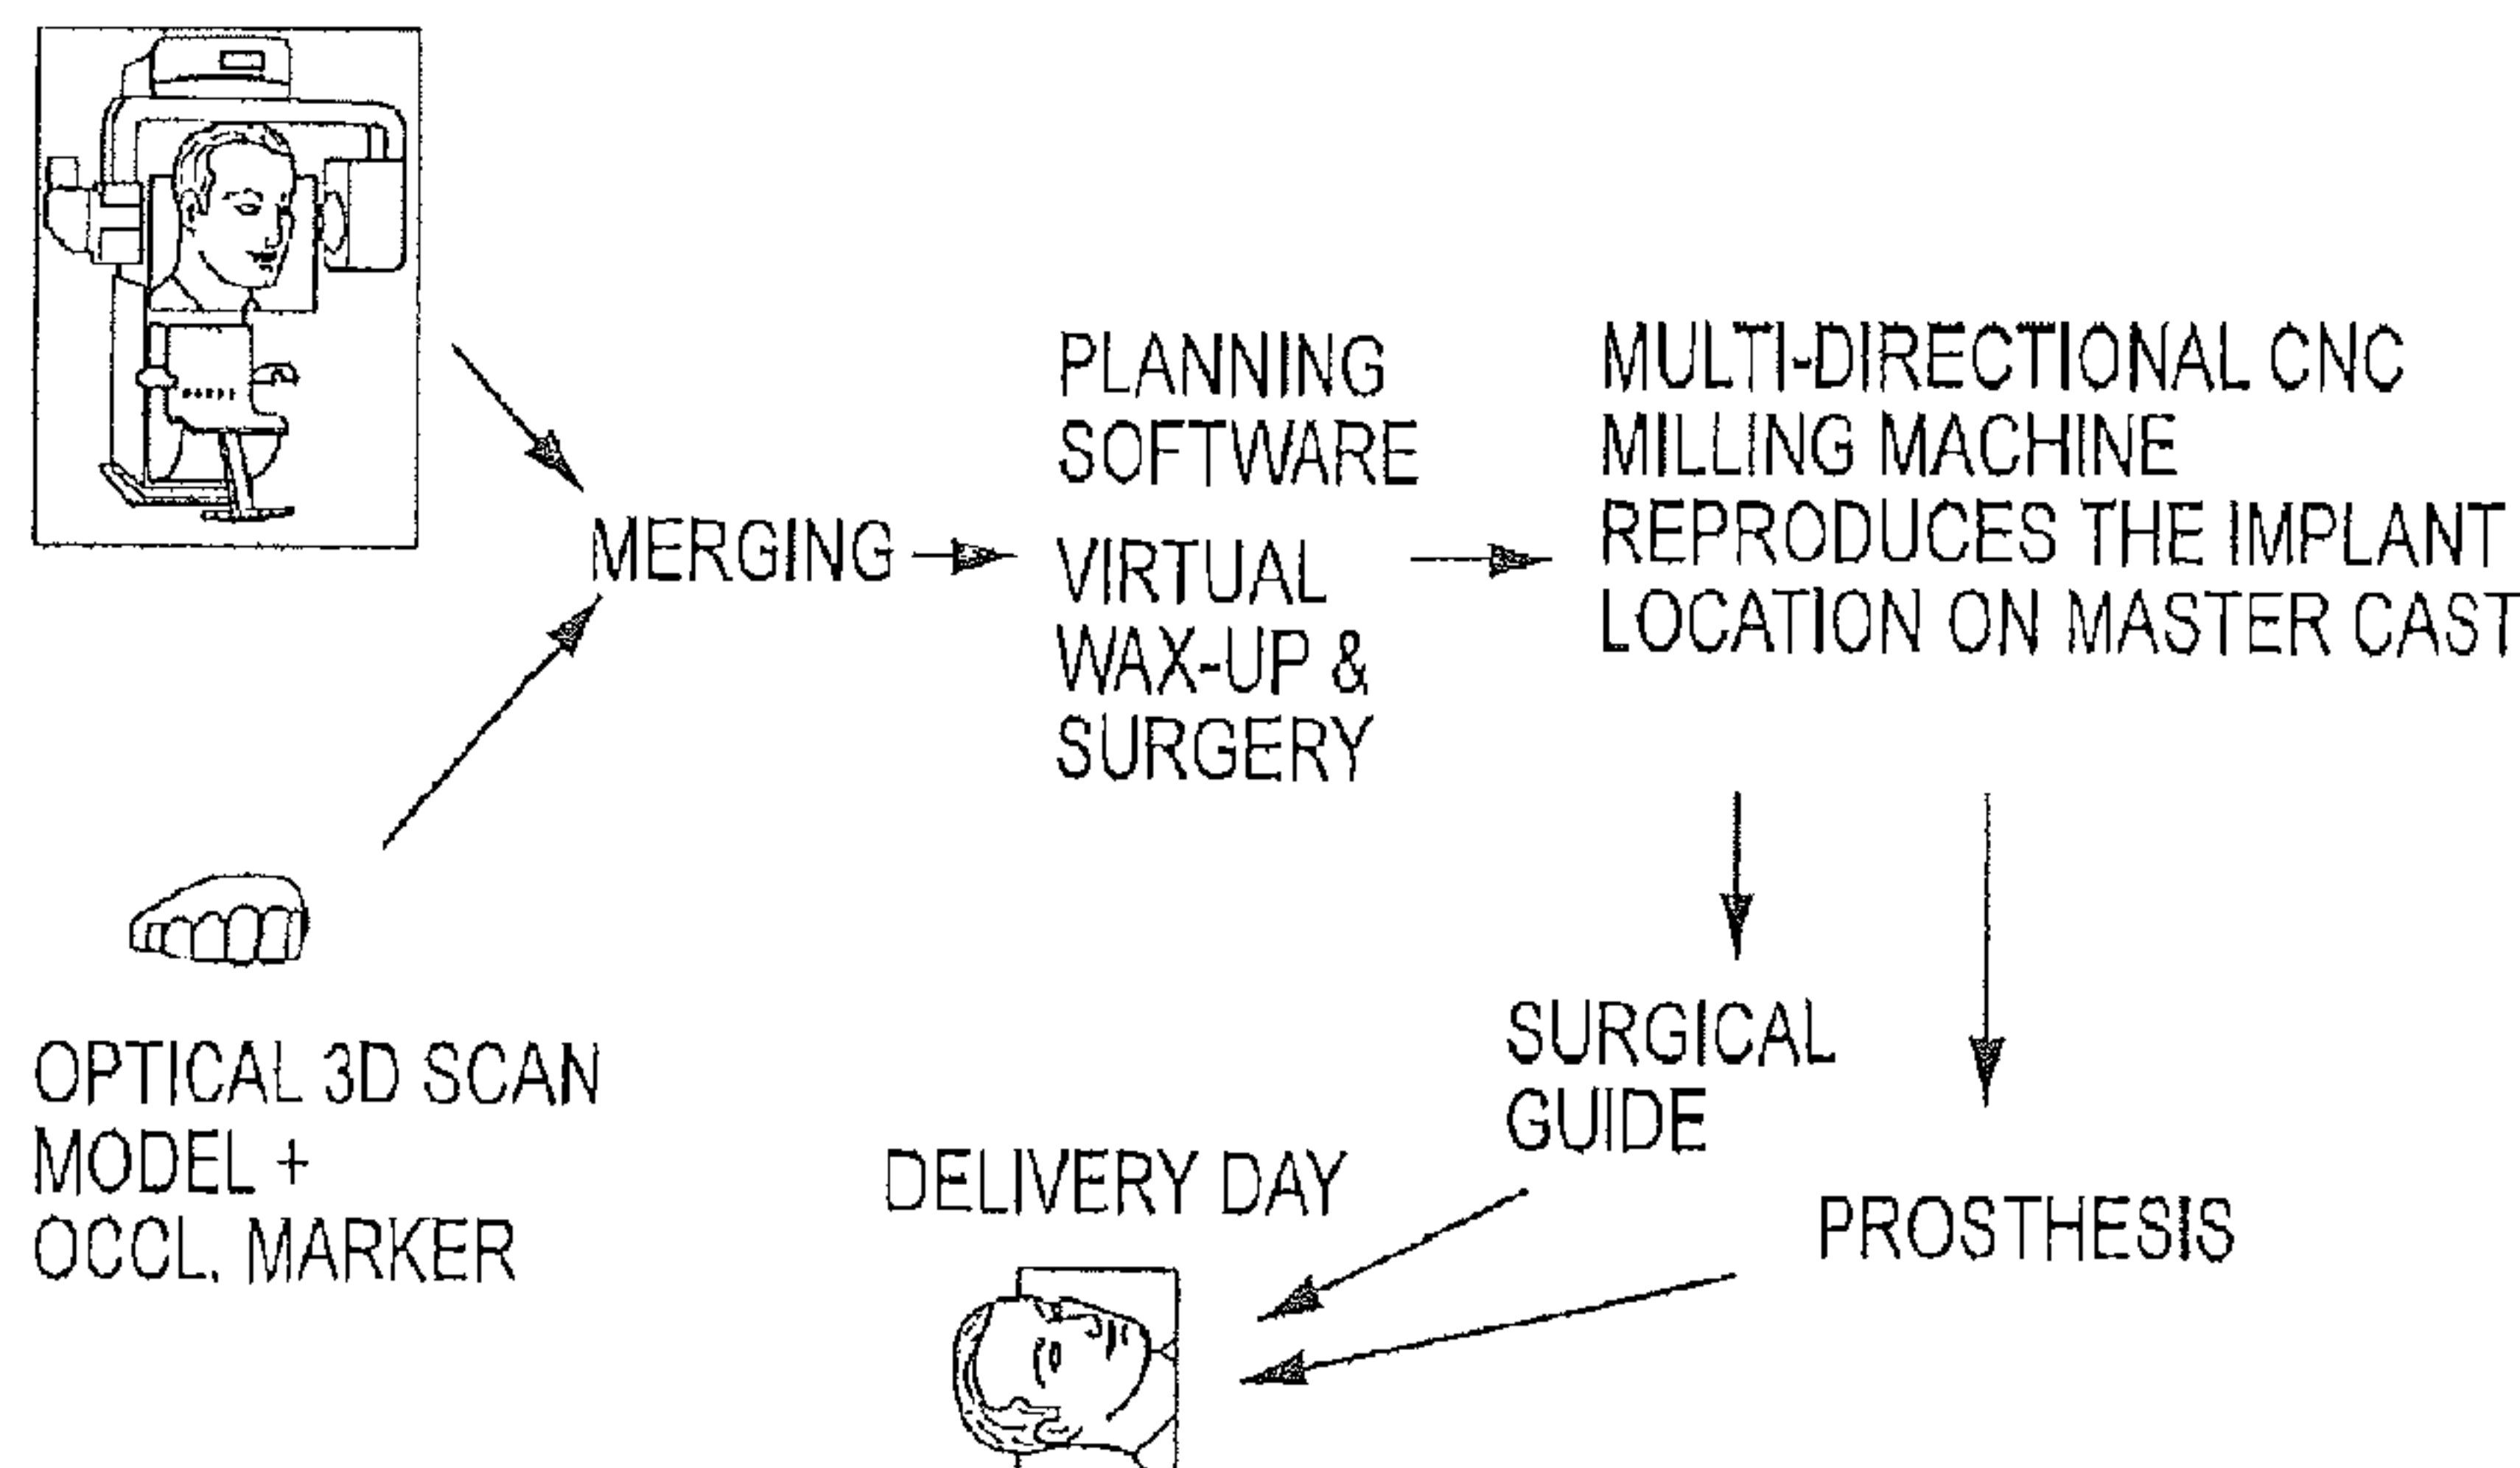 PLANNING
SOFTWARE
VIRTUAL
WAX-UP &
SURGERY
MULTI-DIRECTIONAL CNC
MILLING MACHINE
REPRODUCES THE IMPLANT
LOCATION ON MASTER CAST
MERGING
OPTICAL 3D SCAN
MODEL +
OCCL. MARKER
SURGICAL
GUIDE
PROSTHESIS
DELIVERY DAY